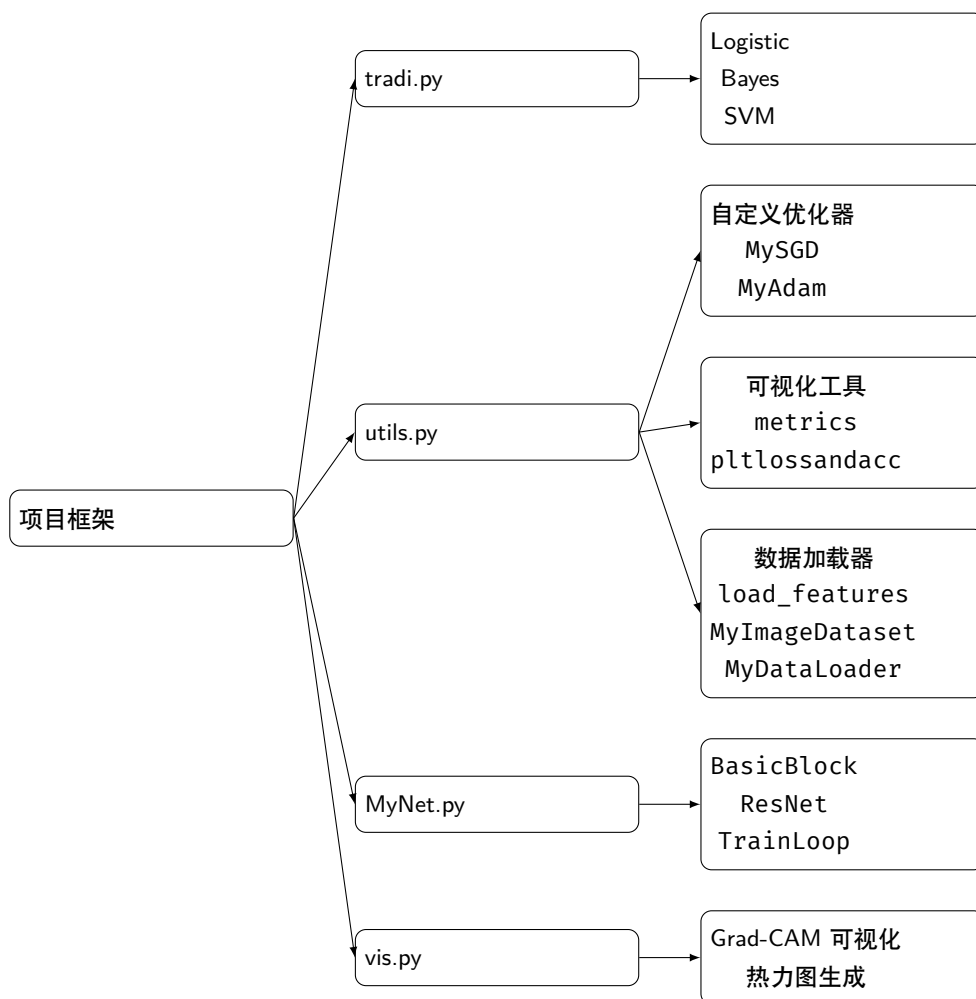 项目框架
tradi.py
Logistic
Bayes
SVM
utils.py
自定义优化器
MySGD
MyAdam
可视化工具
metrics
pltlossandacc
数据加载器
load_features
MyImageDataset
MyDataLoader
MyNet.py
BasicBlock
ResNet
TrainLoop
vis.py
Grad-CAM 可视化
热力图生成